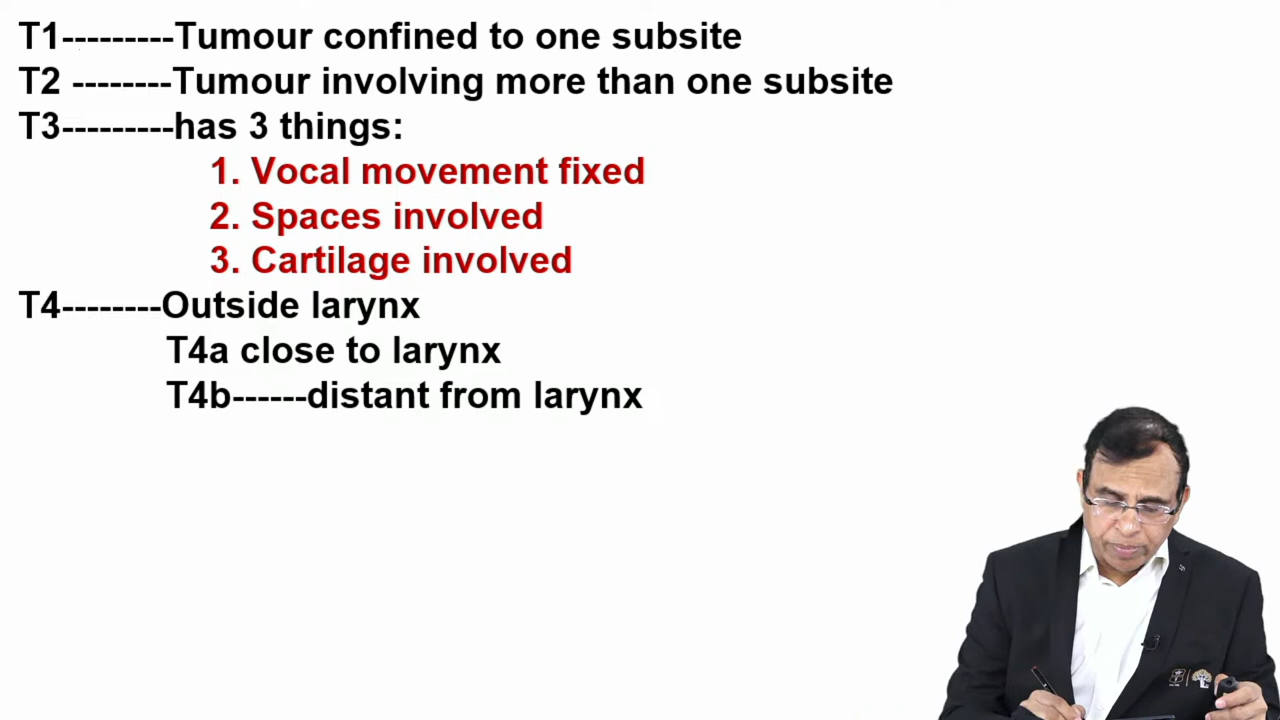 T1---------Tumour confined to one subsite
T2 --------Tumour involving more than one subsite
T3---------has 3 things:
1. Vocal movement fixed
2. Spaces involved
3. Cartilage involved
T4--------Outside larynx
T4a close to larynx
T4b------distant from larynx